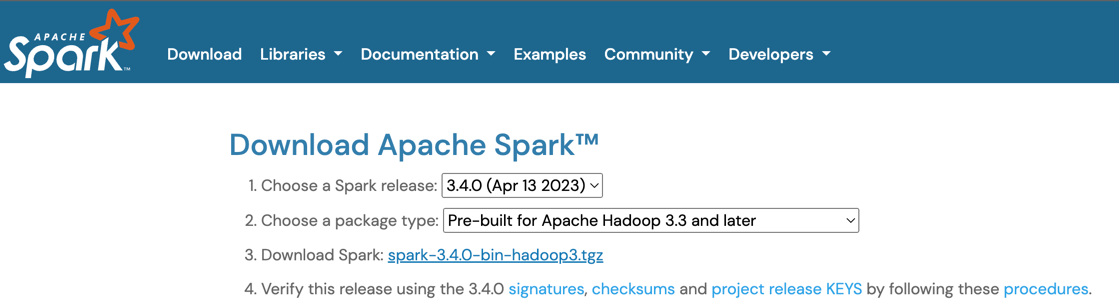 APACHE
Spark™
Download Libraries Documentation Examples Community Developers
Download Apache Spark™
1. Choose a Spark release: 3.4.0 (Apr 13 2023)
2. Choose a package type: Pre-built for Apache Hadoop 3.3 and later
3. Download Spark: spark-3.4.0-bin-hadoop3.tgz
4. Verify this release using the 3.4.0 signatures, checksums and project release KEYS by following these procedures.